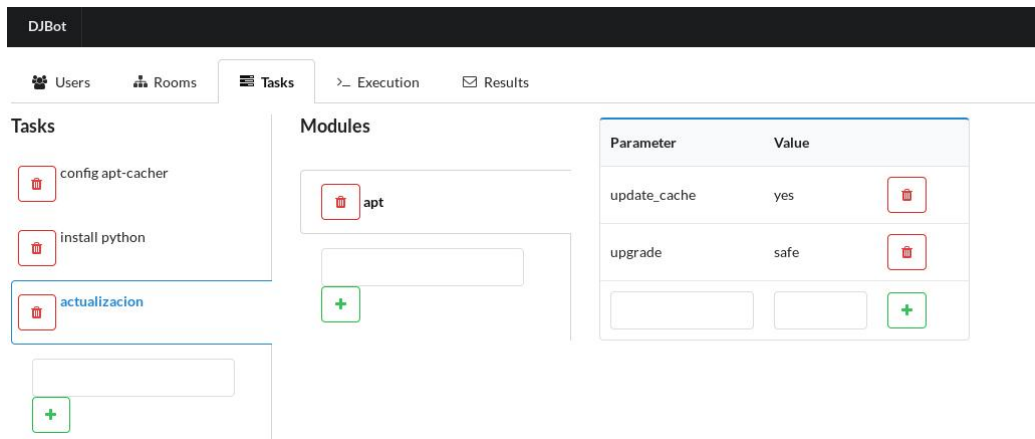 DJBot
Users Rooms Tasks >_ Execution Results
Tasks
config apt-cacher
install python
actualizacion
Modules
apt
Parameter Value
update_cache yes
upgrade safe